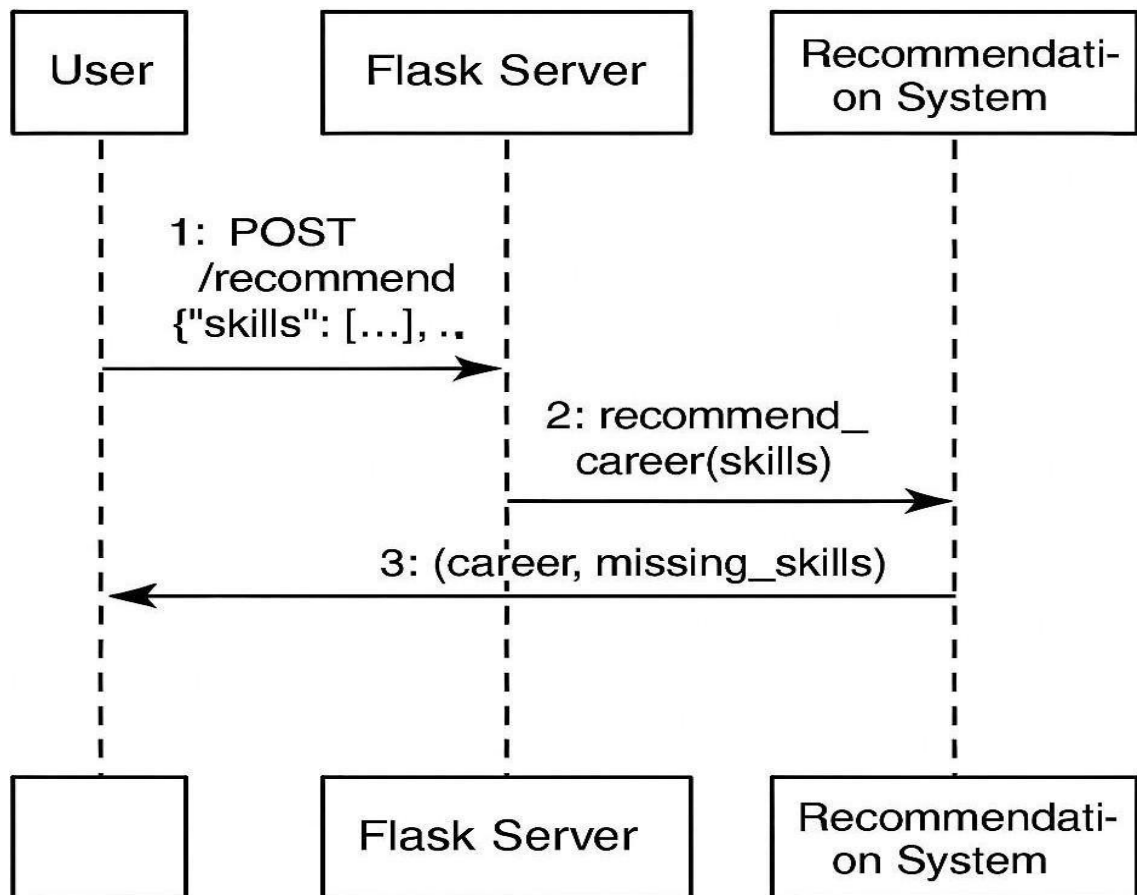 User
Flask Server
Recommendati-
on System
1: POST
/recommend
{"skills": [...], ..
2: recommend_
career(skills)
3: (career, missing_skills)
Flask Server
Recommendati-
on System